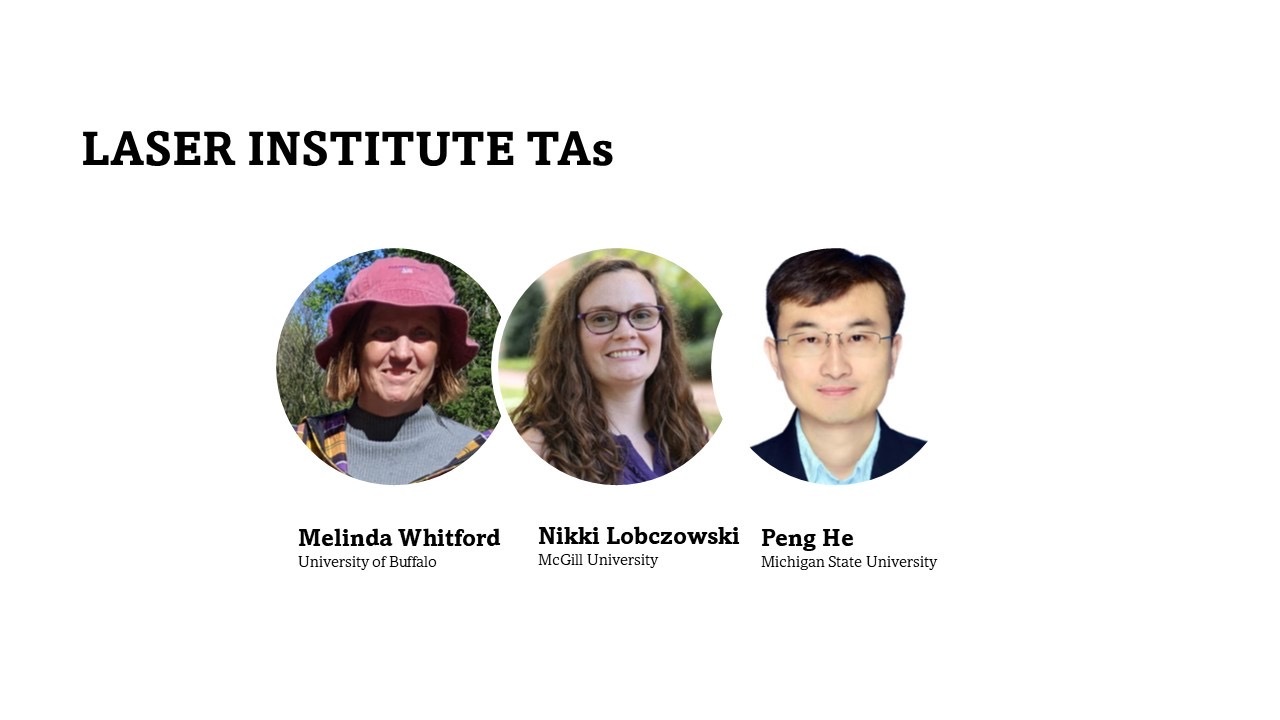 LASER INSTITUTE TAs
Melinda Whitford
University of Buffalo
Nikki Lobczowski
McGill University
Peng He
Michigan State University